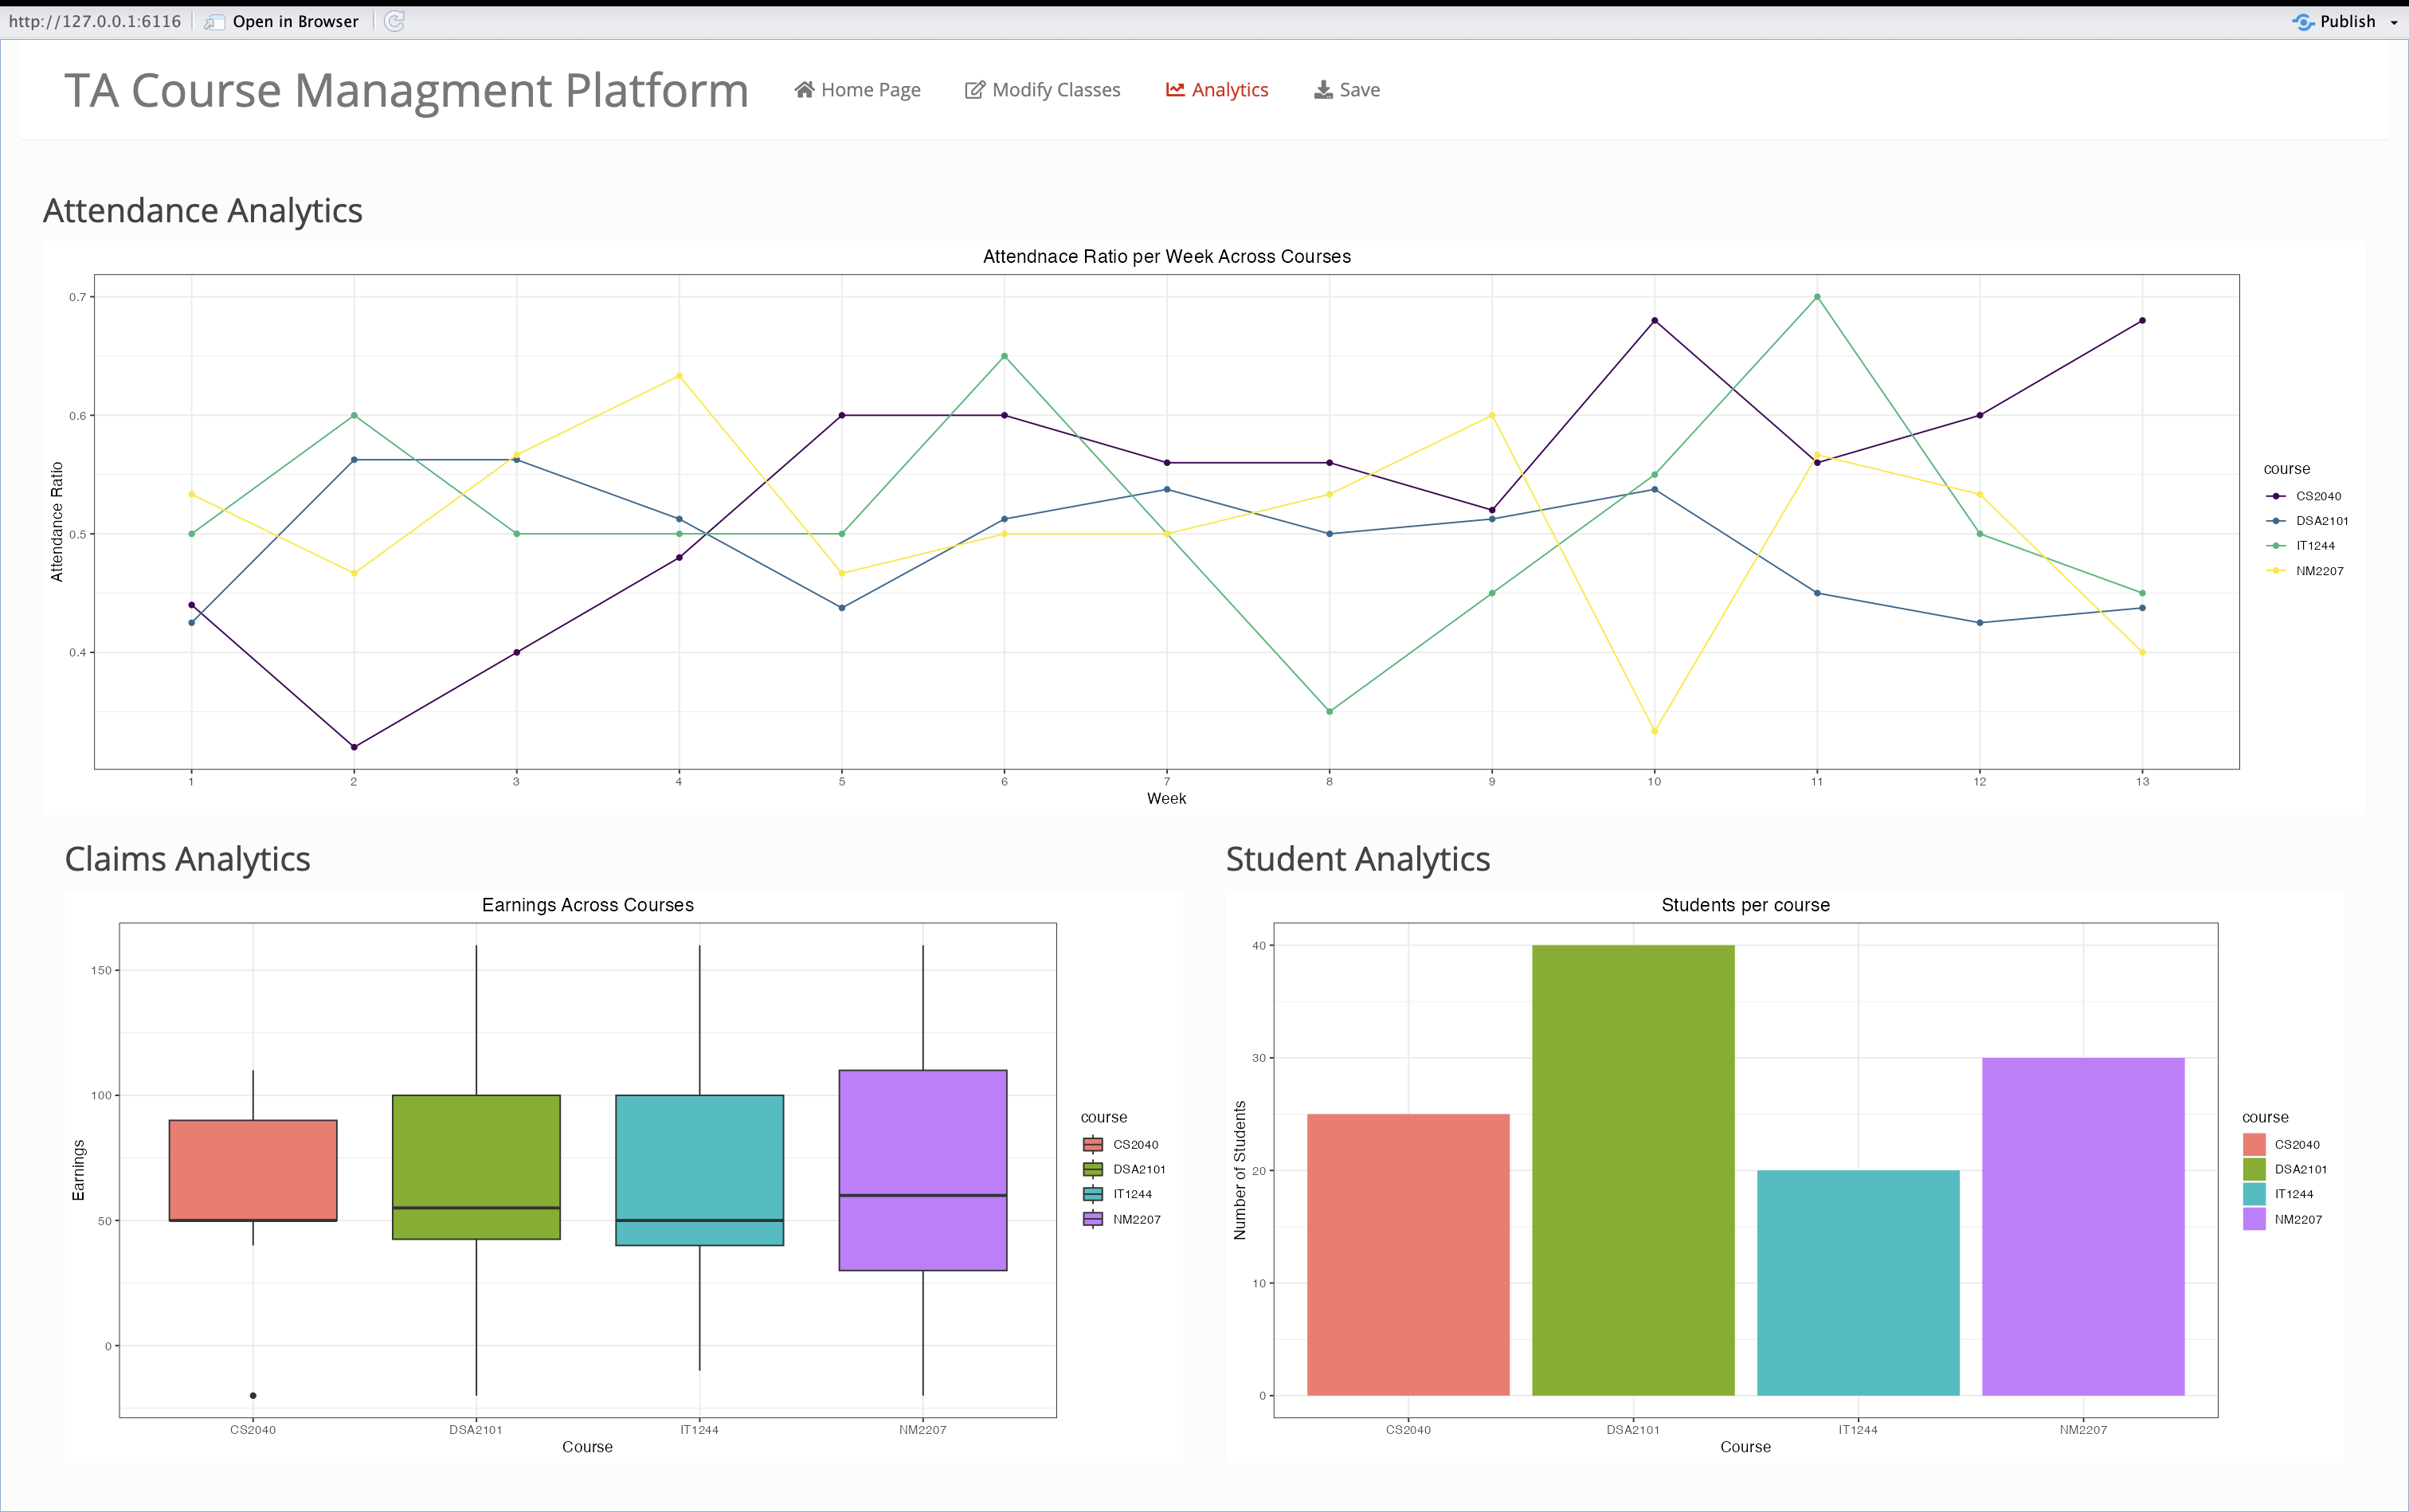 http://127.0.0.1:6116 Open in Browser Publish
TA Course Managment Platform Home Page Modify Classes Analytics Save
Attendance Analytics
Attendnace Ratio per Week Across Courses
Attendance Ratio
0.7
0.6
0.5
0.4
1 2 3 4 5 6 7 8 9 10 11 12 13
Week
course
CS2040
DSA2101
IT1244
NM2207
Claims Analytics
Earnings Across Courses
Earnings
150
100
50
0
CS2040 DSA2101 IT1244 NM2207
Course
course
CS2040
DSA2101
IT1244
NM2207
Student Analytics
Students per course
Number of Students
40
30
20
10
0
CS2040 DSA2101 IT1244 NM2207
Course
course
CS2040
DSA2101
IT1244
NM2207